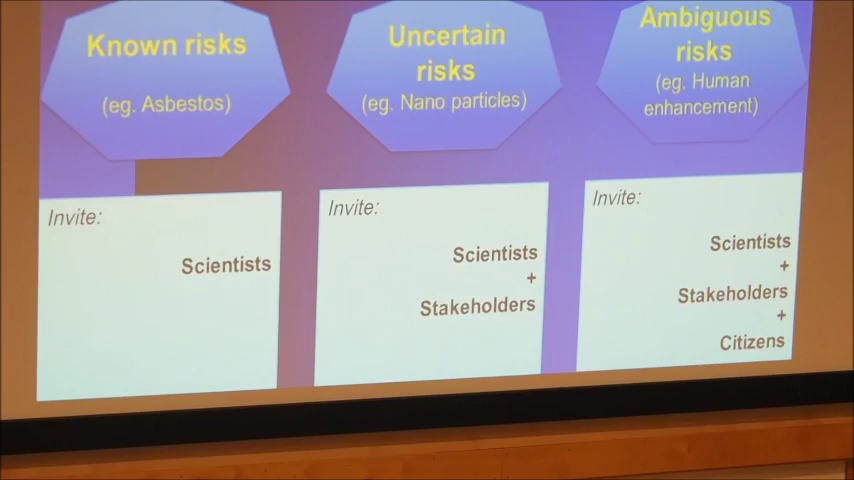 Known risks
(eg. Asbestos)
Uncertain
risks
(eg. Nano particles)
Ambiguous
risks
(eg. Human
enhancement)
Invite:
Scientists
Invite:
Scientists
+
Stakeholders
Invite:
Scientists
+
Stakeholders
+
Citizens